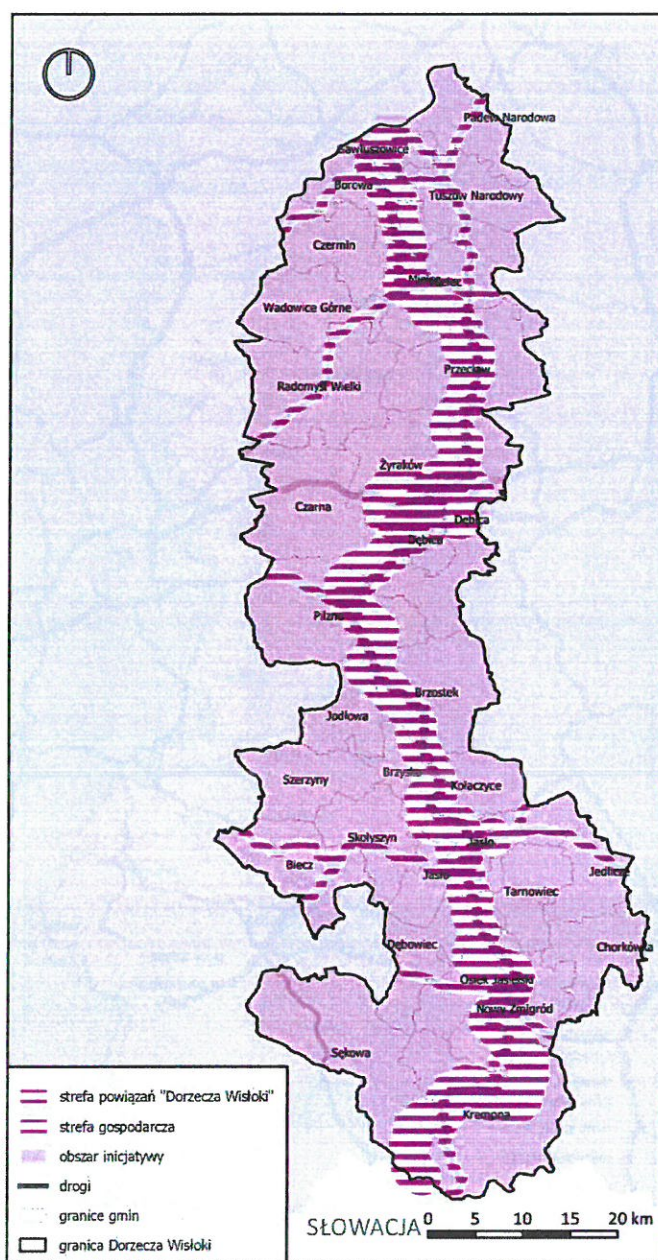 Padew Narodowa
Gawłuszowice
Borowa
Tuszów Narodowy
Czermin
Mielec
Wadowice Górne
Przecław
Radomyśl Wielki
Żyraków
Czarna
Dębica
Dębica
Pilzno
Brzostek
Jodłowa
Brzyska
Szerzyny
Kołaczyce
Skołyszyn
Jasło
Biecz
Jasło
Jedlicze
Tarnowiec
Dębowiec
Chorkówka
Osiek Jasielski
Nowy Żmigród
Sękowa
Krempna
strefa powiązań "Dorzecza Wisłoki"
strefa gospodarcza
obszar inicjatywy
drogi
granice gmin
granica Dorzecza Wisłoki
SŁOWACJA
0 5 10 15 20 km